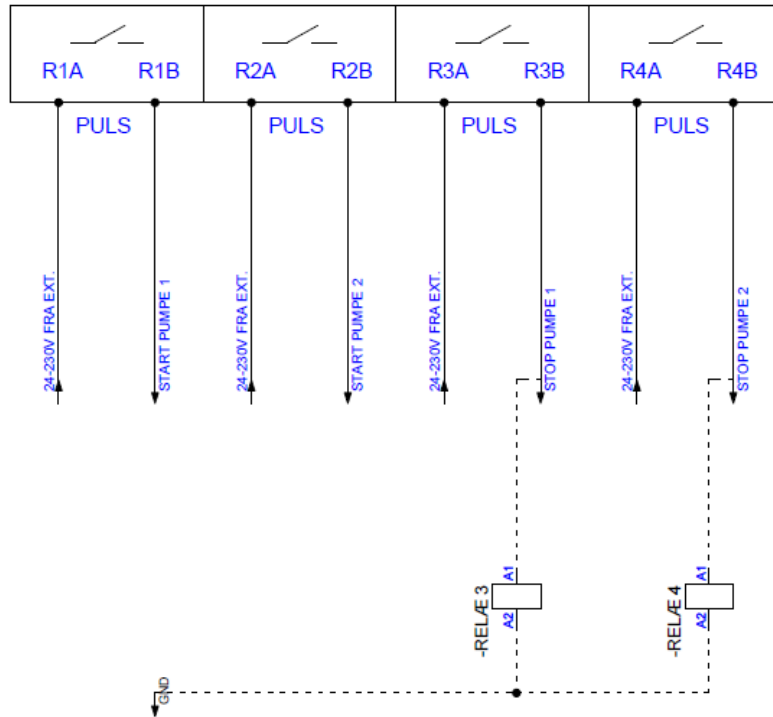 R1A R1B R2A R2B R3A R3B R4A R4B
PULS PULS PULS PULS
24-230V FRA EXT.
START PUMPE 1
24-230V FRA EXT.
START PUMPE 2
24-230V FRA EXT.
STOP PUMPE 1
24-230V FRA EXT.
STOP PUMPE 2
-RELÆ 3
A1
A2
-RELÆ 4
A1
A2
GND